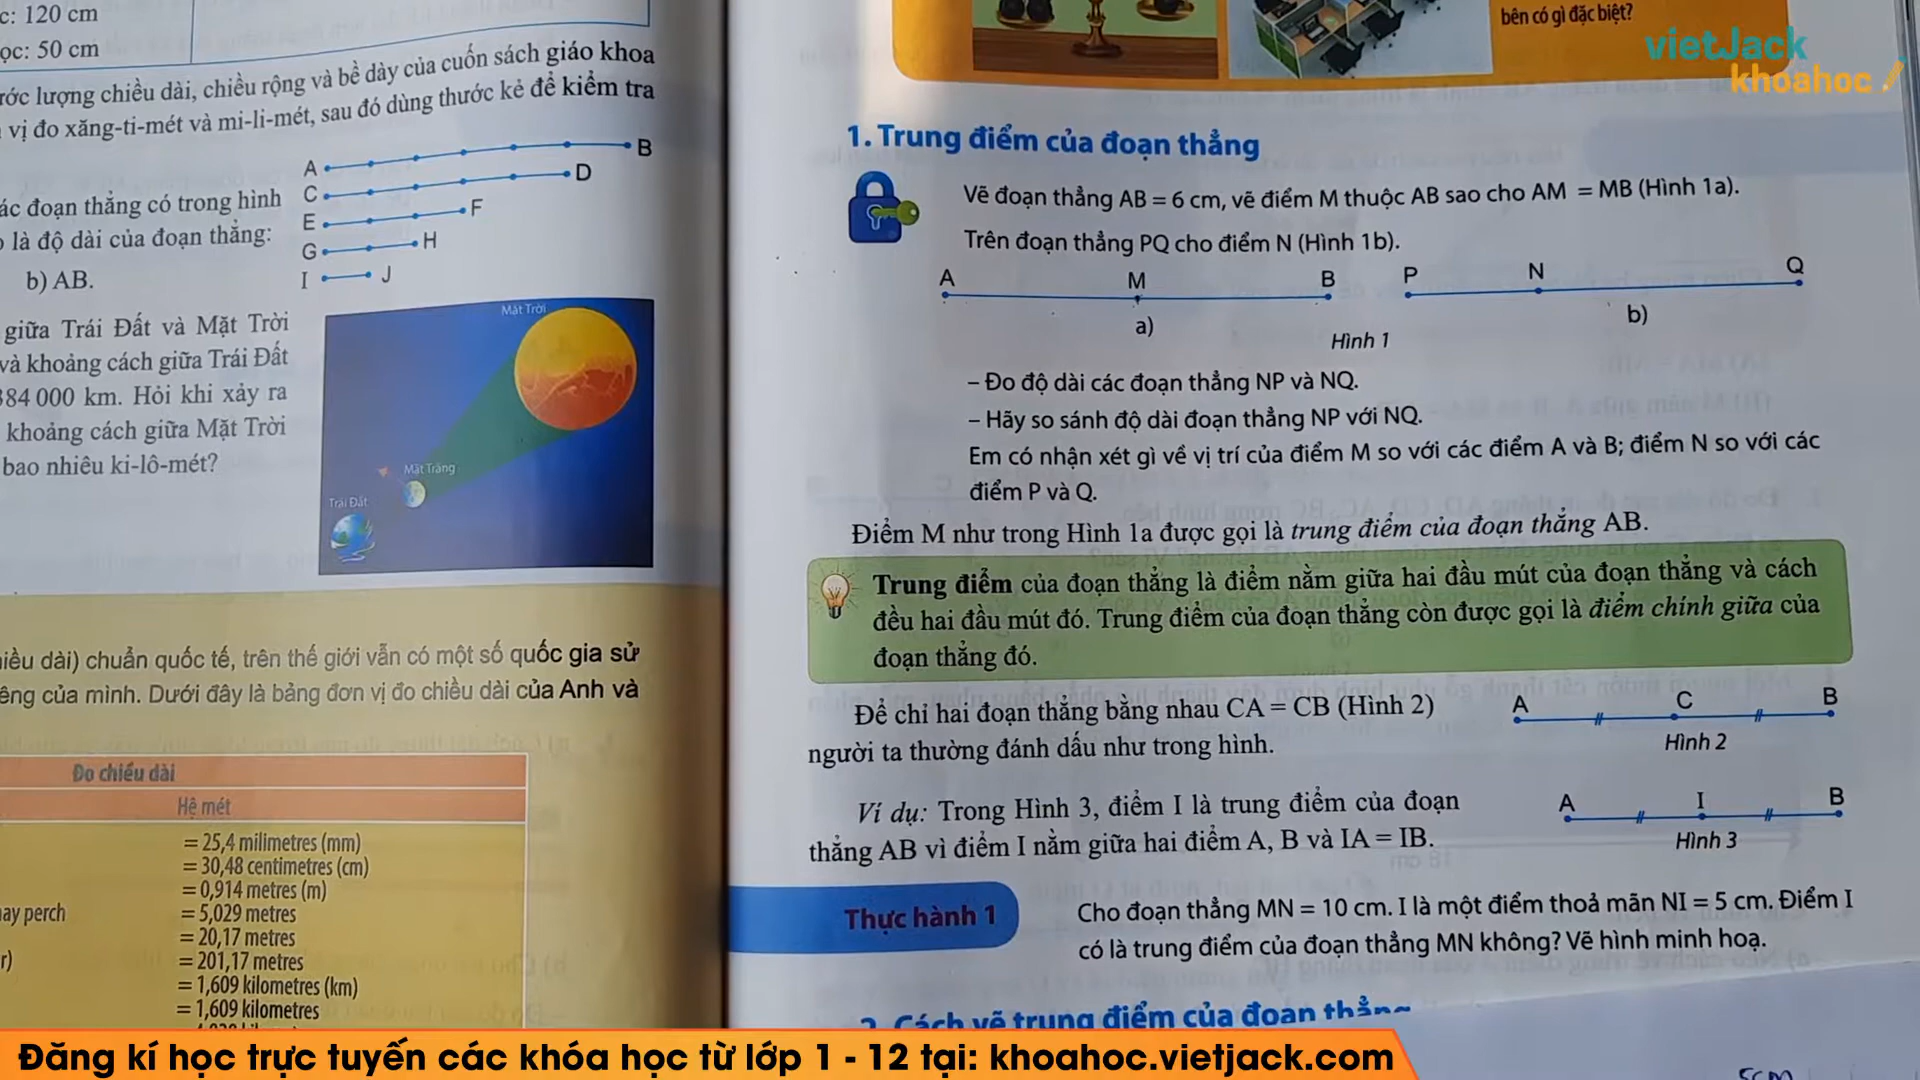 c: 120 cm
ọc: 50 cm
ước lượng chiều dài, chiều rộng và bề dày của cuốn sách giáo khoa
vị đo xăng-ti-mét và mi-li-mét, sau đó dùng thước kẻ để kiểm tra
ác đoạn thẳng có trong hình
là độ dài của đoạn thẳng:
b) AB.
A B
C D
E F
G H
I J
giữa Trái Đất và Mặt Trời
và khoảng cách giữa Trái Đất
384 000 km. Hỏi khi xảy ra
khoảng cách giữa Mặt Trời
bao nhiêu ki-lô-mét?
Mặt Trời
Mặt Trăng
Trái Đất
iều dài) chuẩn quốc tế, trên thế giới vẫn có một số quốc gia sử
êng của mình. Dưới đây là bảng đơn vị đo chiều dài của Anh và
Đo chiều dài
Hệ mét
= 25,4 milimetres (mm)
= 30,48 centimetres (cm)
= 0,914 metres (m)
ay perch = 5,029 metres
= 20,17 metres
r) = 201,17 metres
= 1,609 kilometres (km)
= 1,609 kilometres
bên có gì đặc biệt?
vietJack
khoahoc
1. Trung điểm của đoạn thẳng
Vẽ đoạn thẳng AB = 6 cm, vẽ điểm M thuộc AB sao cho AM = MB (Hình 1a).
Trên đoạn thẳng PQ cho điểm N (Hình 1b).
A M B P N Q
a) b)
Hình 1
– Đo độ dài các đoạn thẳng NP và NQ.
– Hãy so sánh độ dài đoạn thẳng NP với NQ.
Em có nhận xét gì về vị trí của điểm M so với các điểm A và B; điểm N so với các
điểm P và Q.
Điểm M như trong Hình 1a được gọi là trung điểm của đoạn thẳng AB.
Trung điểm của đoạn thẳng là điểm nằm giữa hai đầu mút của đoạn thẳng và cách
đều hai đầu mút đó. Trung điểm của đoạn thẳng còn được gọi là điểm chính giữa của
đoạn thẳng đó.
Để chỉ hai đoạn thẳng bằng nhau CA = CB (Hình 2)
người ta thường đánh dấu như trong hình.
A C B
Hình 2
Ví dụ: Trong Hình 3, điểm I là trung điểm của đoạn
thẳng AB vì điểm I nằm giữa hai điểm A, B và IA = IB.
A I B
Hình 3
Thực hành 1
Cho đoạn thẳng MN = 10 cm. I là một điểm thoả mãn NI = 5 cm. Điểm I
có là trung điểm của đoạn thẳng MN không? Vẽ hình minh hoạ.
2. Cách vẽ trung điểm của đoạn thẳng
5cm
Đăng kí học trực tuyến các khóa học từ lớp 1 - 12 tại: khoahoc.vietjack.com